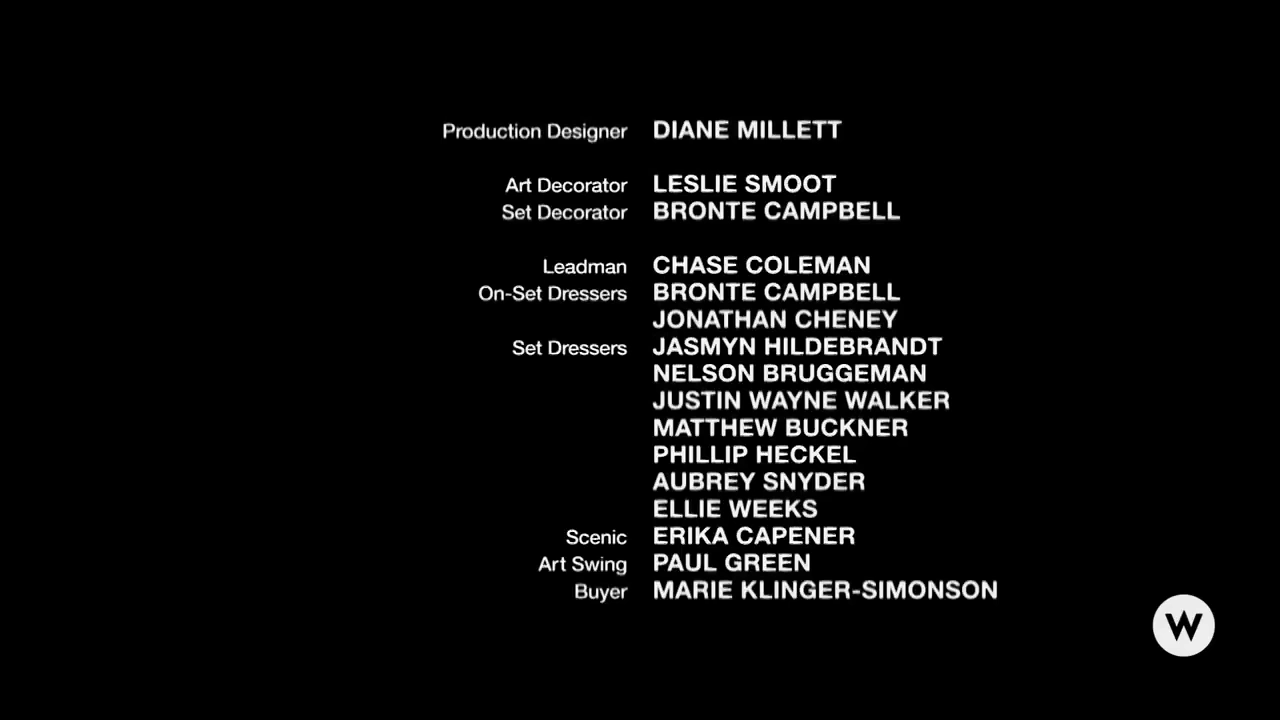 Production Designer DIANE MILLETT
Art Decorator LESLIE SMOOT
Set Decorator BRONTE CAMPBELL
Leadman CHASE COLEMAN
On-Set Dressers BRONTE CAMPBELL
JONATHAN CHENEY
Set Dressers JASMYN HILDEBRANDT
NELSON BRUGGEMAN
JUSTIN WAYNE WALKER
MATTHEW BUCKNER
PHILLIP HECKEL
AUBREY SNYDER
ELLIE WEEKS
Scenic ERIKA CAPENER
Art Swing PAUL GREEN
Buyer MARIE KLINGER-SIMONSON
W